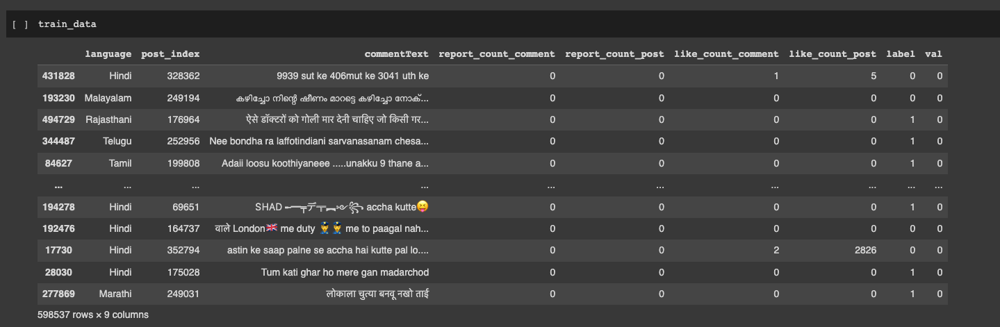 [ ] train_data
language post_index commentText report_count_comment report_count_post like_count_comment like_count_post label val
431828 Hindi 328362 9939 sut ke 406mut ke 3041 uth ke 0 0 1 5 0 0
193230 Malayalam 249194 കഴിച്ചോ നിന്റെ ഷീണം മാറട്ടെ കഴിച്ചോ നോക്... 0 0 0 0 0 0
494729 Rajasthani 176964 ऐसे डॉक्टरों को गोली मार देनी चाहिए जो किसी गर... 0 0 0 0 1 0
344487 Telugu 252956 Nee bondha ra laffotindiani sarvanasanam chesa... 0 0 0 0 1 0
84627 Tamil 199808 Adaii loosu koothiyaneee .....unakku 9 thane a... 0 0 0 0 1 0
... ... ... ... ... ... ... ... ... ...
194278 Hindi 69651 SHAD accha kutte😝 0 0 0 0 1 0
192476 Hindi 164737 वाले London🇬🇧 me duty 👮👮 me to paagal nah... 0 0 0 0 0 0
17730 Hindi 352794 astin ke saap palne se accha hai kutte pal lo.... 0 0 2 2826 0 0
28030 Hindi 175028 Tum kati ghar ho mere gan madarchod 0 0 0 0 1 0
277869 Marathi 249031 लोकाला चुत्या बनवू नखो ताई 0 0 0 0 1 0
598537 rows × 9 columns